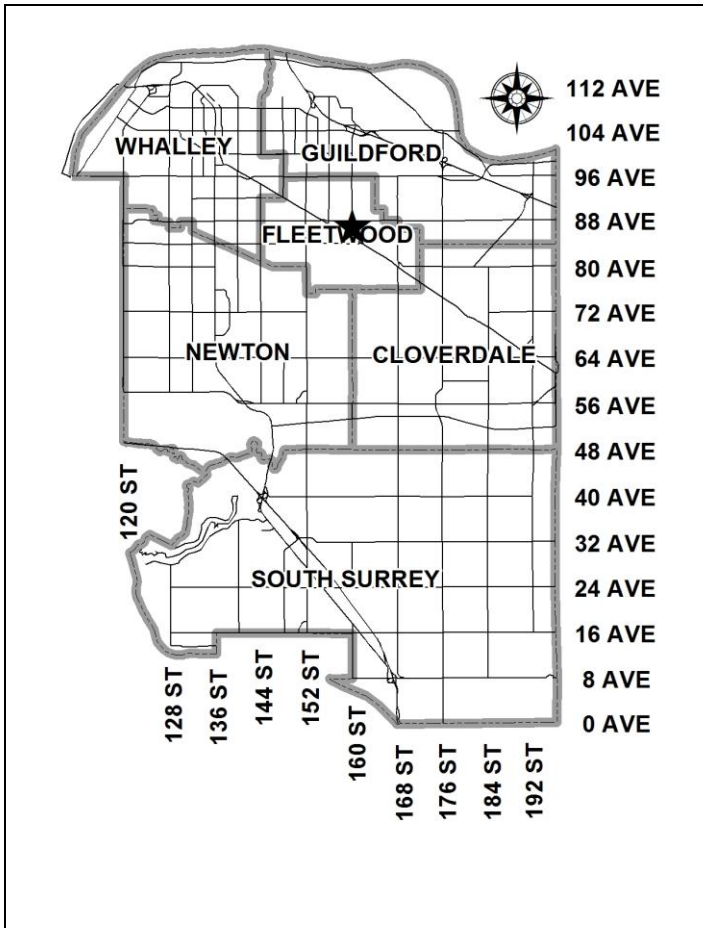 112 AVE
104 AVE
WHALLEY
GUILDFORD
96 AVE
88 AVE
FLEETWOOD
80 AVE
72 AVE
NEWTON
CLOVERDALE
64 AVE
56 AVE
48 AVE
120 ST
40 AVE
32 AVE
SOUTH SURREY
24 AVE
16 AVE
8 AVE
0 AVE
128 ST
136 ST
144 ST
152 ST
160 ST
168 ST
176 ST
184 ST
192 ST